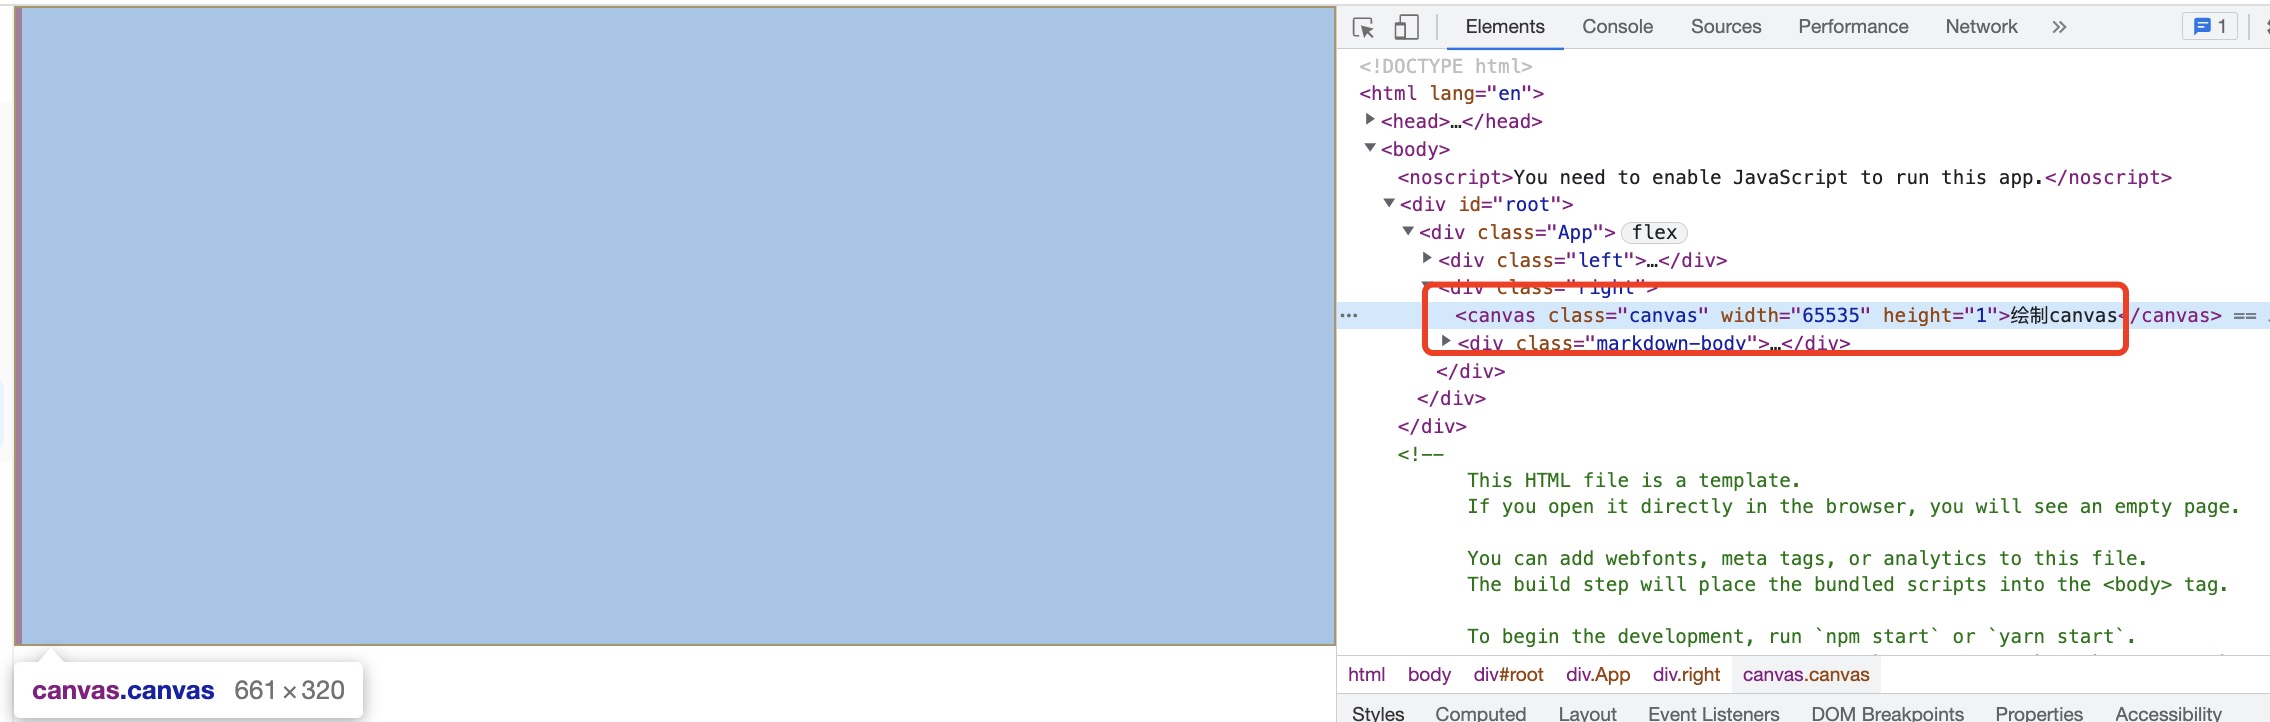 Elements Console Sources Performance Network » 1
<!DOCTYPE html>
<html lang="en">
<head>…</head>
<body>
<noscript>You need to enable JavaScript to run this app.</noscript>
<div id="root">
<div class="App"> flex
<div class="left">…</div>
<div class="right">
<canvas class="canvas" width="65535" height="1">绘制canvas</canvas> ==
<div class="markdown-body">…</div>
</div>
</div>
</div>
<!--
This HTML file is a template.
If you open it directly in the browser, you will see an empty page.
You can add webfonts, meta tags, or analytics to this file.
The build step will place the bundled scripts into the <body> tag.
To begin the development, run `npm start` or `yarn start`.
html body div#root div.App div.right canvas.canvas
Styles Computed Layout Event Listeners DOM Breakpoints Properties Accessibility
canvas.canvas 661 × 320